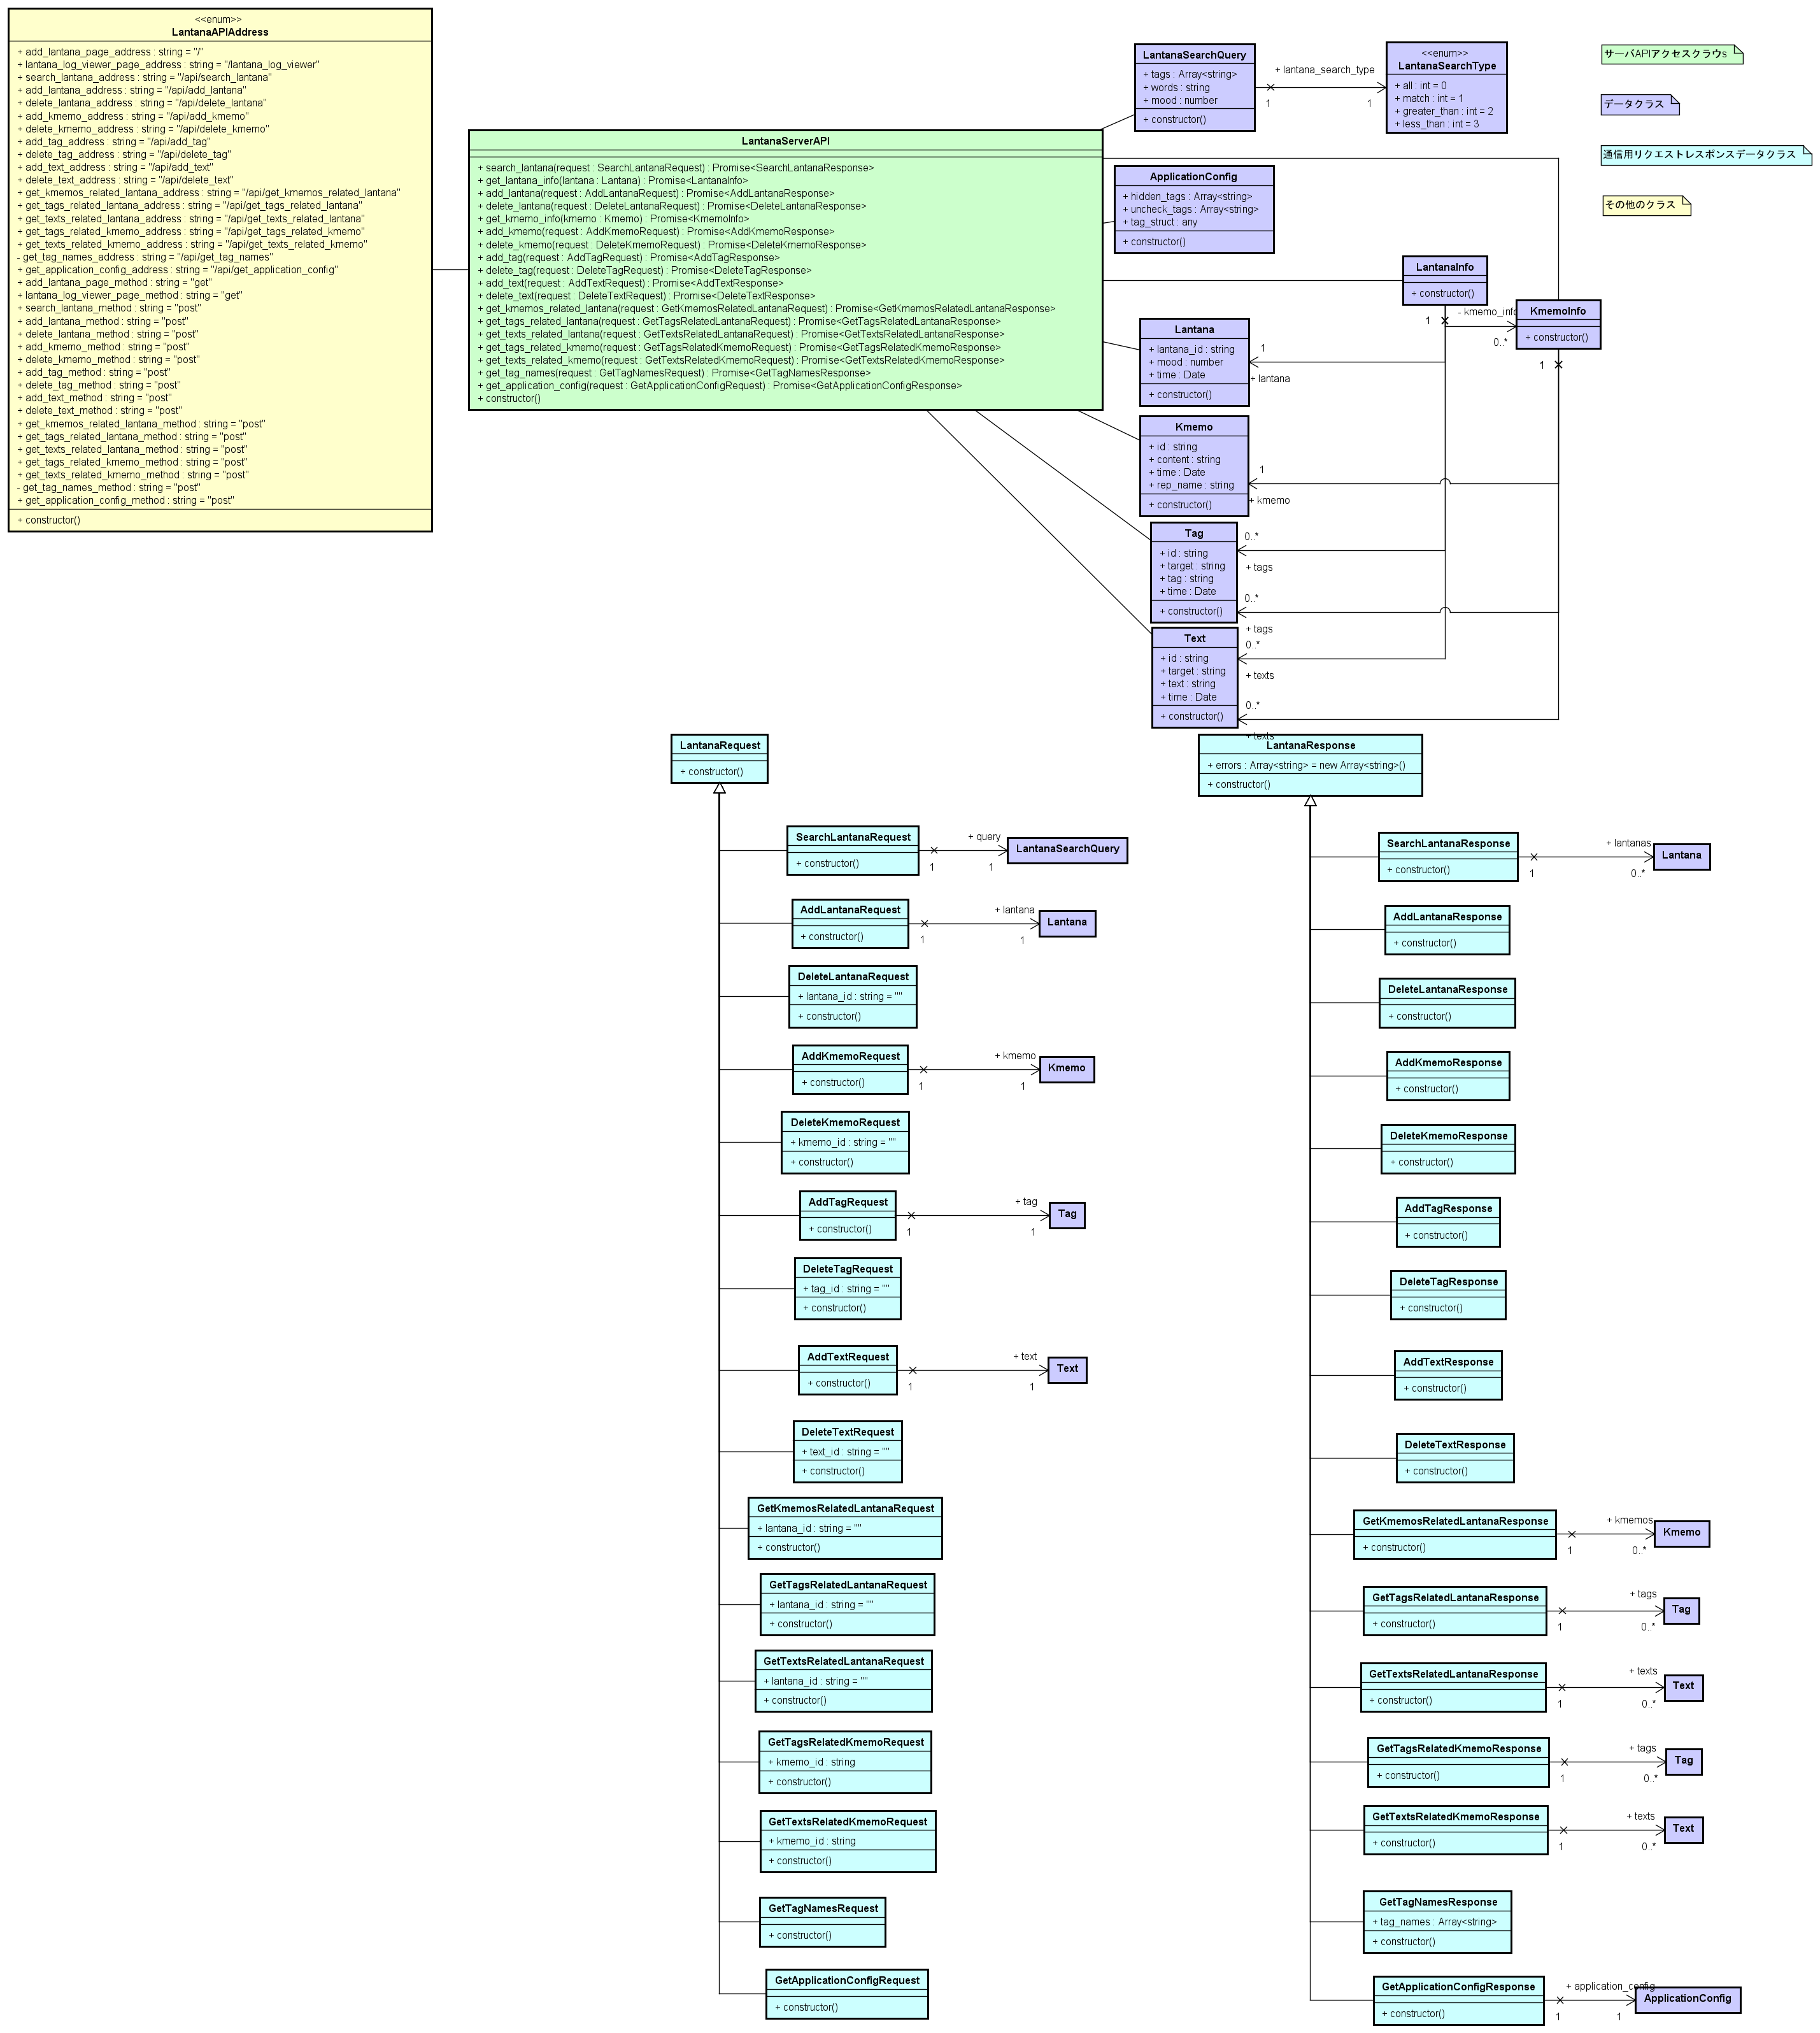 <<enum>>
LantanaAPIAddress
+ add_lantana_page_address : string = "/"
+ lantana_log_viewer_page_address : string = "/lantana_log_viewer"
+ search_lantana_address : string = "/api/search_lantana"
+ add_lantana_address : string = "/api/add_lantana"
+ delete_lantana_address : string = "/api/delete_lantana"
+ add_kmemo_address : string = "/api/add_kmemo"
+ delete_kmemo_address : string = "/api/delete_kmemo"
+ add_tag_address : string = "/api/add_tag"
+ delete_tag_address : string = "/api/delete_tag"
+ add_text_address : string = "/api/add_text"
+ delete_text_address : string = "/api/delete_text"
+ get_kmemos_related_lantana_address : string = "/api/get_kmemos_related_lantana"
+ get_tags_related_lantana_address : string = "/api/get_tags_related_lantana"
+ get_texts_related_lantana_address : string = "/api/get_texts_related_lantana"
+ get_tags_related_kmemo_address : string = "/api/get_tags_related_kmemo"
+ get_texts_related_kmemo_address : string = "/api/get_texts_related_kmemo"
- get_tag_names_address : string = "/api/get_tag_names"
+ get_application_config_address : string = "/api/get_application_config"
+ add_lantana_page_method : string = "get"
+ lantana_log_viewer_page_method : string = "get"
+ search_lantana_method : string = "post"
+ add_lantana_method : string = "post"
+ delete_lantana_method : string = "post"
+ add_kmemo_method : string = "post"
+ delete_kmemo_method : string = "post"
+ add_tag_method : string = "post"
+ delete_tag_method : string = "post"
+ add_text_method : string = "post"
+ delete_text_method : string = "post"
+ get_kmemos_related_lantana_method : string = "post"
+ get_tags_related_lantana_method : string = "post"
+ get_texts_related_lantana_method : string = "post"
+ get_tags_related_kmemo_method : string = "post"
+ get_texts_related_kmemo_method : string = "post"
- get_tag_names_method : string = "post"
+ get_application_config_method : string = "post"
+ constructor()
LantanaServerAPI
+ search_lantana(request : SearchLantanaRequest) : Promise<SearchLantanaResponse>
+ get_lantana_info(lantana : Lantana) : Promise<LantanaInfo>
+ add_lantana(request : AddLantanaRequest) : Promise<AddLantanaResponse>
+ delete_lantana(request : DeleteLantanaRequest) : Promise<DeleteLantanaResponse>
+ get_kmemo_info(kmemo : Kmemo) : Promise<KmemoInfo>
+ add_kmemo(request : AddKmemoRequest) : Promise<AddKmemoResponse>
+ delete_kmemo(request : DeleteKmemoRequest) : Promise<DeleteKmemoResponse>
+ add_tag(request : AddTagRequest) : Promise<AddTagResponse>
+ delete_tag(request : DeleteTagRequest) : Promise<DeleteTagResponse>
+ add_text(request : AddTextRequest) : Promise<AddTextResponse>
+ delete_text(request : DeleteTextRequest) : Promise<DeleteTextResponse>
+ get_kmemos_related_lantana(request : GetKmemosRelatedLantanaRequest) : Promise<GetKmemosRelatedLantanaResponse>
+ get_tags_related_lantana(request : GetTagsRelatedLantanaRequest) : Promise<GetTagsRelatedLantanaResponse>
+ get_texts_related_lantana(request : GetTextsRelatedLantanaRequest) : Promise<GetTextsRelatedLantanaResponse>
+ get_tags_related_kmemo(request : GetTagsRelatedKmemoRequest) : Promise<GetTagsRelatedKmemoResponse>
+ get_texts_related_kmemo(request : GetTextsRelatedKmemoRequest) : Promise<GetTextsRelatedKmemoResponse>
+ get_tag_names(request : GetTagNamesRequest) : Promise<GetTagNamesResponse>
+ get_application_config(request : GetApplicationConfigRequest) : Promise<GetApplicationConfigResponse>
+ constructor()
LantanaSearchQuery
+ tags : Array<string>
+ words : string
+ mood : number
+ constructor()
+ lantana_search_type
1
1
<<enum>>
LantanaSearchType
+ all : int = 0
+ match : int = 1
+ greater_than : int = 2
+ less_than : int = 3
サーバAPIアクセスクラウs
データクラス
通信用リクエストレスポンスデータクラス
その他のクラス
ApplicationConfig
+ hidden_tags : Array<string>
+ uncheck_tags : Array<string>
+ tag_struct : any
+ constructor()
LantanaInfo
+ constructor()
1
- kmemo_info
0..*
KmemoInfo
+ constructor()
1
Lantana
+ lantana_id : string
+ mood : number
+ time : Date
+ constructor()
1
+ lantana
Kmemo
+ id : string
+ content : string
+ time : Date
+ rep_name : string
+ constructor()
1
+ kmemo
Tag
+ id : string
+ target : string
+ tag : string
+ time : Date
+ constructor()
0..*
+ tags
0..*
+ tags
Text
+ id : string
+ target : string
+ text : string
+ time : Date
+ constructor()
0..*
+ texts
0..*
+ texts
LantanaRequest
+ constructor()
SearchLantanaRequest
+ constructor()
+ query
1
1
LantanaSearchQuery
AddLantanaRequest
+ constructor()
+ lantana
1
1
Lantana
DeleteLantanaRequest
+ lantana_id : string = ""
+ constructor()
AddKmemoRequest
+ constructor()
+ kmemo
1
1
Kmemo
DeleteKmemoRequest
+ kmemo_id : string = ""
+ constructor()
AddTagRequest
+ constructor()
+ tag
1
1
Tag
DeleteTagRequest
+ tag_id : string = ""
+ constructor()
AddTextRequest
+ constructor()
+ text
1
1
Text
DeleteTextRequest
+ text_id : string = ""
+ constructor()
GetKmemosRelatedLantanaRequest
+ lantana_id : string = ""
+ constructor()
GetTagsRelatedLantanaRequest
+ lantana_id : string = ""
+ constructor()
GetTextsRelatedLantanaRequest
+ lantana_id : string = ""
+ constructor()
GetTagsRelatedKmemoRequest
+ kmemo_id : string
+ constructor()
GetTextsRelatedKmemoRequest
+ kmemo_id : string
+ constructor()
GetTagNamesRequest
+ constructor()
GetApplicationConfigRequest
+ constructor()
LantanaResponse
+ errors : Array<string> = new Array<string>()
+ constructor()
SearchLantanaResponse
+ constructor()
+ lantanas
1
0..*
Lantana
AddLantanaResponse
+ constructor()
DeleteLantanaResponse
+ constructor()
AddKmemoResponse
+ constructor()
DeleteKmemoResponse
+ constructor()
AddTagResponse
+ constructor()
DeleteTagResponse
+ constructor()
AddTextResponse
+ constructor()
DeleteTextResponse
+ constructor()
GetKmemosRelatedLantanaResponse
+ constructor()
+ kmemos
1
0..*
Kmemo
GetTagsRelatedLantanaResponse
+ constructor()
+ tags
1
0..*
Tag
GetTextsRelatedLantanaResponse
+ constructor()
+ texts
1
0..*
Text
GetTagsRelatedKmemoResponse
+ constructor()
+ tags
1
0..*
Tag
GetTextsRelatedKmemoResponse
+ constructor()
+ texts
1
0..*
Text
GetTagNamesResponse
+ tag_names : Array<string>
+ constructor()
GetApplicationConfigResponse
+ constructor()
+ application_config
1
1
ApplicationConfig